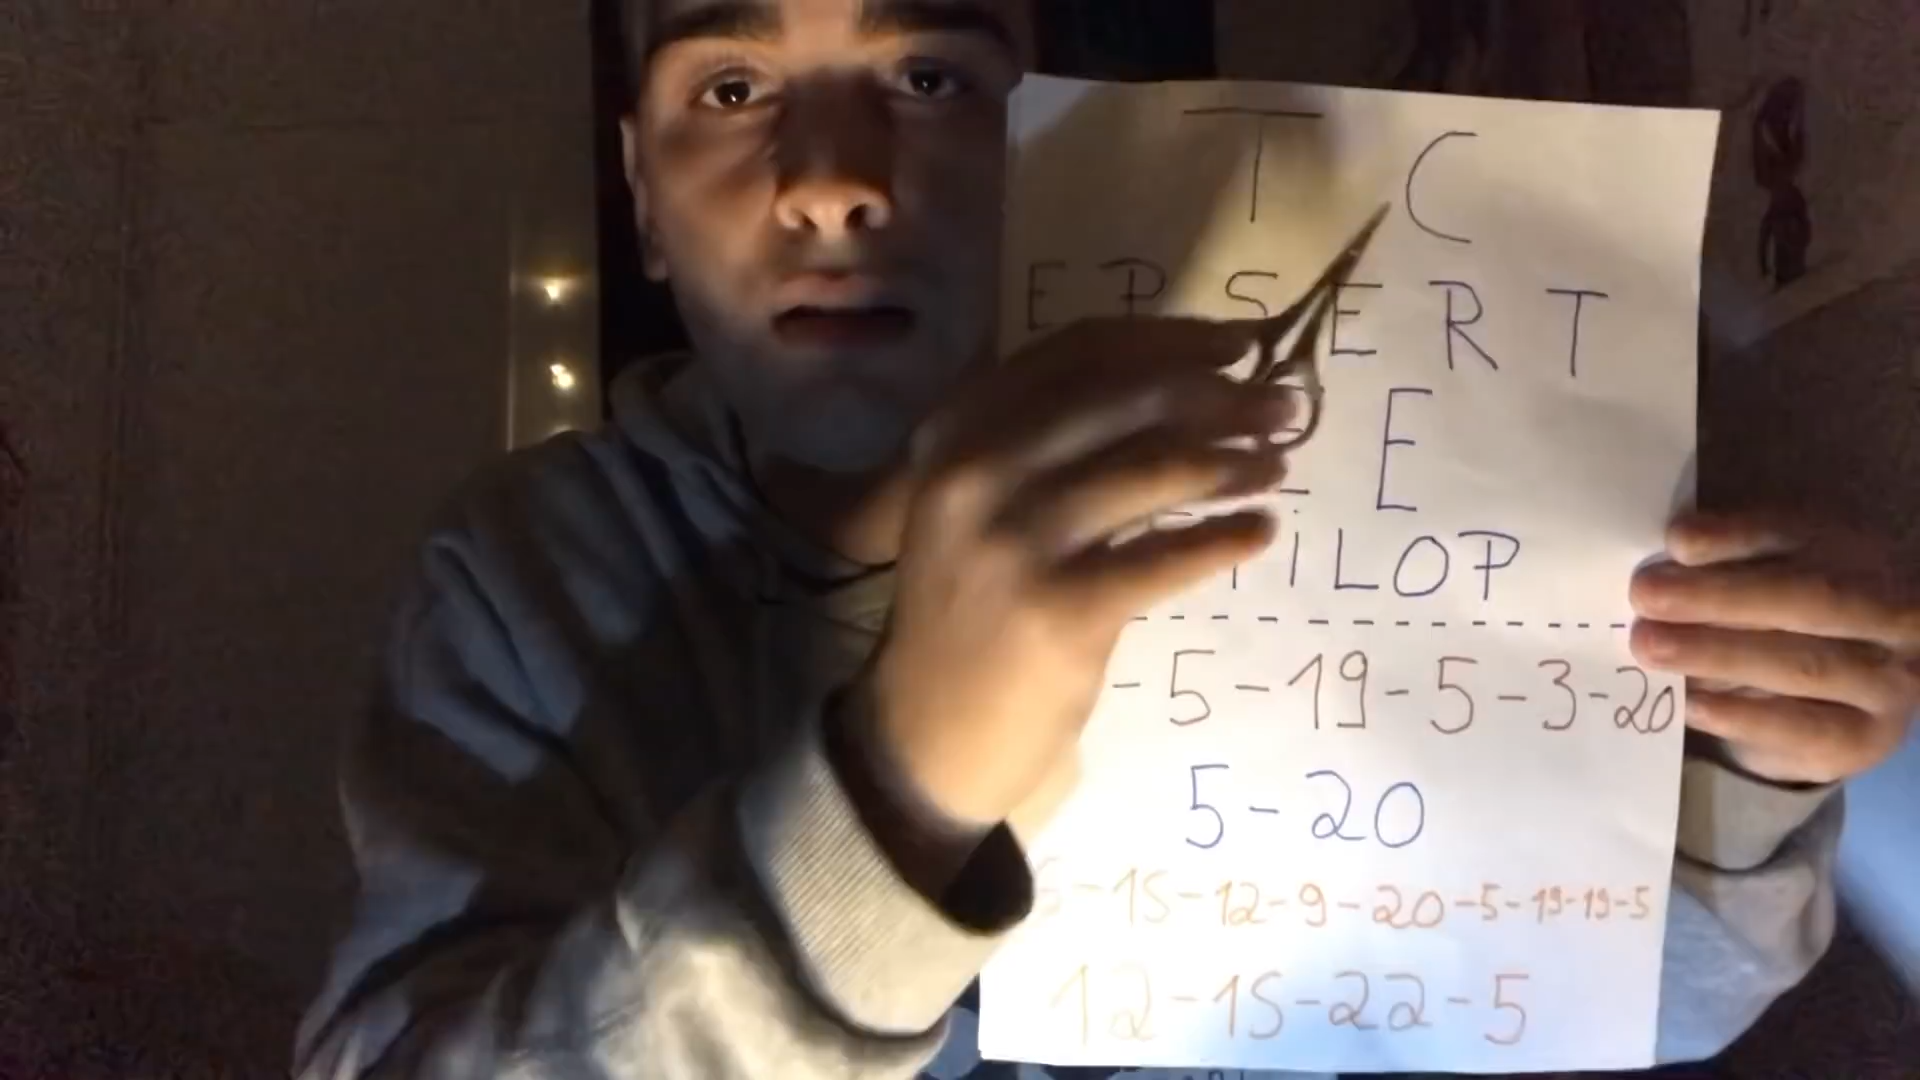 T C
E P S E R T
E
T i L O P
- 5 - 19 - 5 - 3 - 20
5 - 20
6 - 15 - 12 - 9 - 20 - 5 - 19 - 19 - 5
12 - 15 - 22 - 5